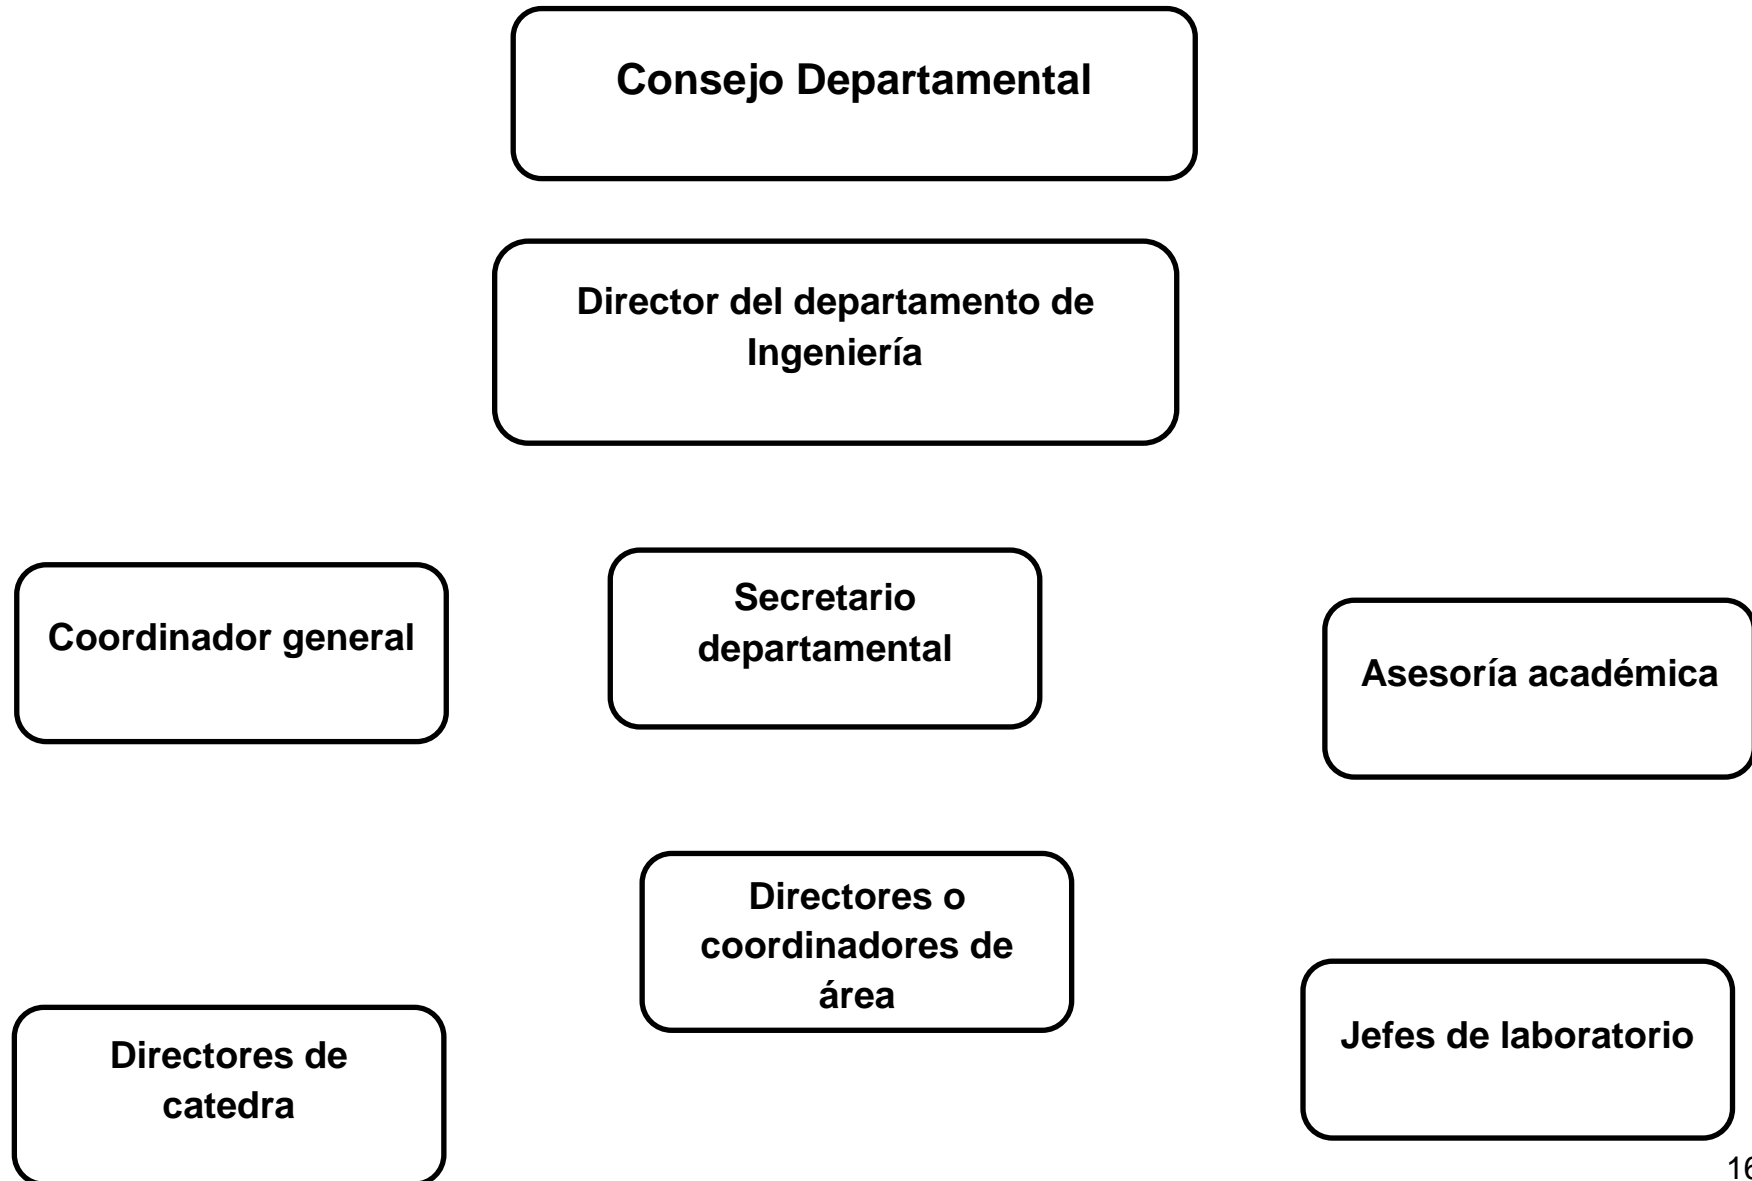 Consejo Departamental
Director del departamento de
Ingeniería
Secretario
departamental
Coordinador general
Asesoría académica
Directores o
coordinadores de
área
Jefes de laboratorio
Directores de
catedra
16